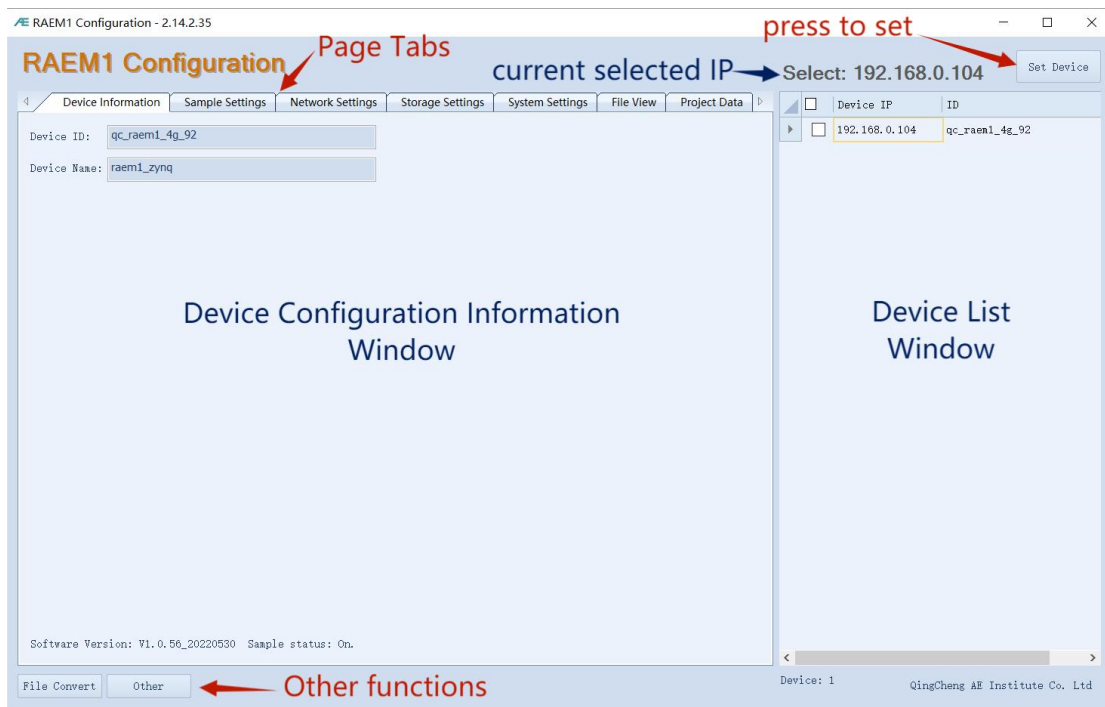 RAEM1 Configuration - 2.14.2.35
press to set
RAEM1 Configuration
Page Tabs
current selected IP
Select: 192.168.0.104
Set Device
Device Information
Sample Settings
Network Settings
Storage Settings
System Settings
File View
Project Data
Device IP
ID
Device ID:
qc_raem1_4g_92
192.168.0.104
qc_raem1_4g_92
Device Name:
raem1_zynq
Device Configuration Information
Window
Device List
Window
Software Version: V1.0.56_20220530 Sample status: On.
File Convert
Other
Other functions
Device: 1
QingCheng AE Institute Co. Ltd